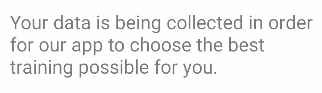 Your data is being collected in order
for our app to choose the best
training possible for you.